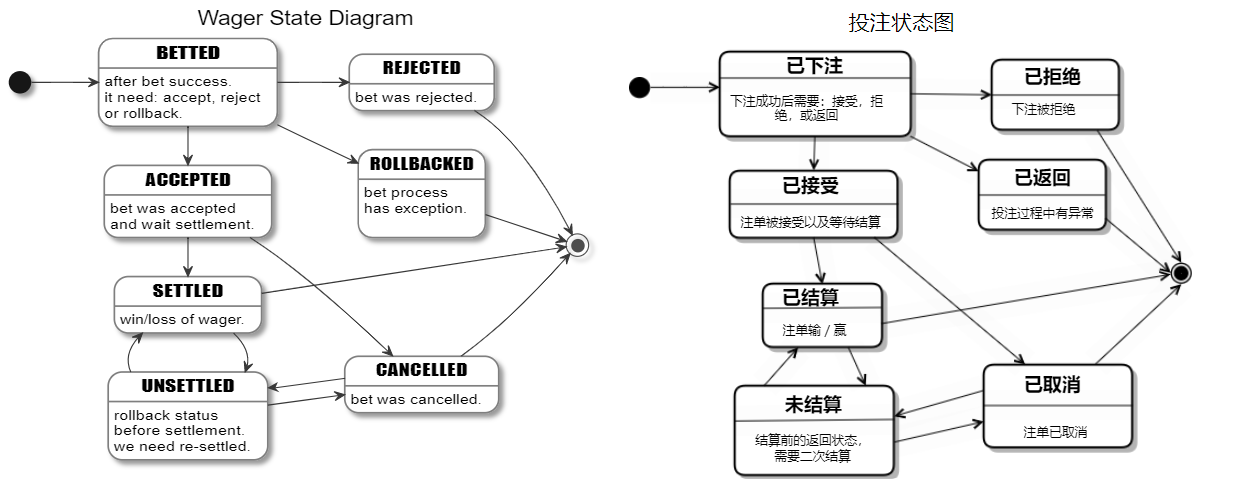 Wager State Diagram
BETTED
after bet success.
it need: accept, reject
or rollback.
REJECTED
bet was rejected.
ROLLBACKED
bet process
has exception.
ACCEPTED
bet was accepted
and wait settlement.
SETTLED
win/loss of wager.
CANCELLED
bet was cancelled.
UNSETTLED
rollback status
before settlement.
we need re-settled.
投注状态图
已下注
下注成功后需要：接受，拒
绝，或返回
已拒绝
下注被拒绝
已返回
投注过程中有异常
已接受
注单被接受以及等待结算
已结算
注单输 / 赢
已取消
注单已取消
未结算
结算前的返回状态，
需要二次结算